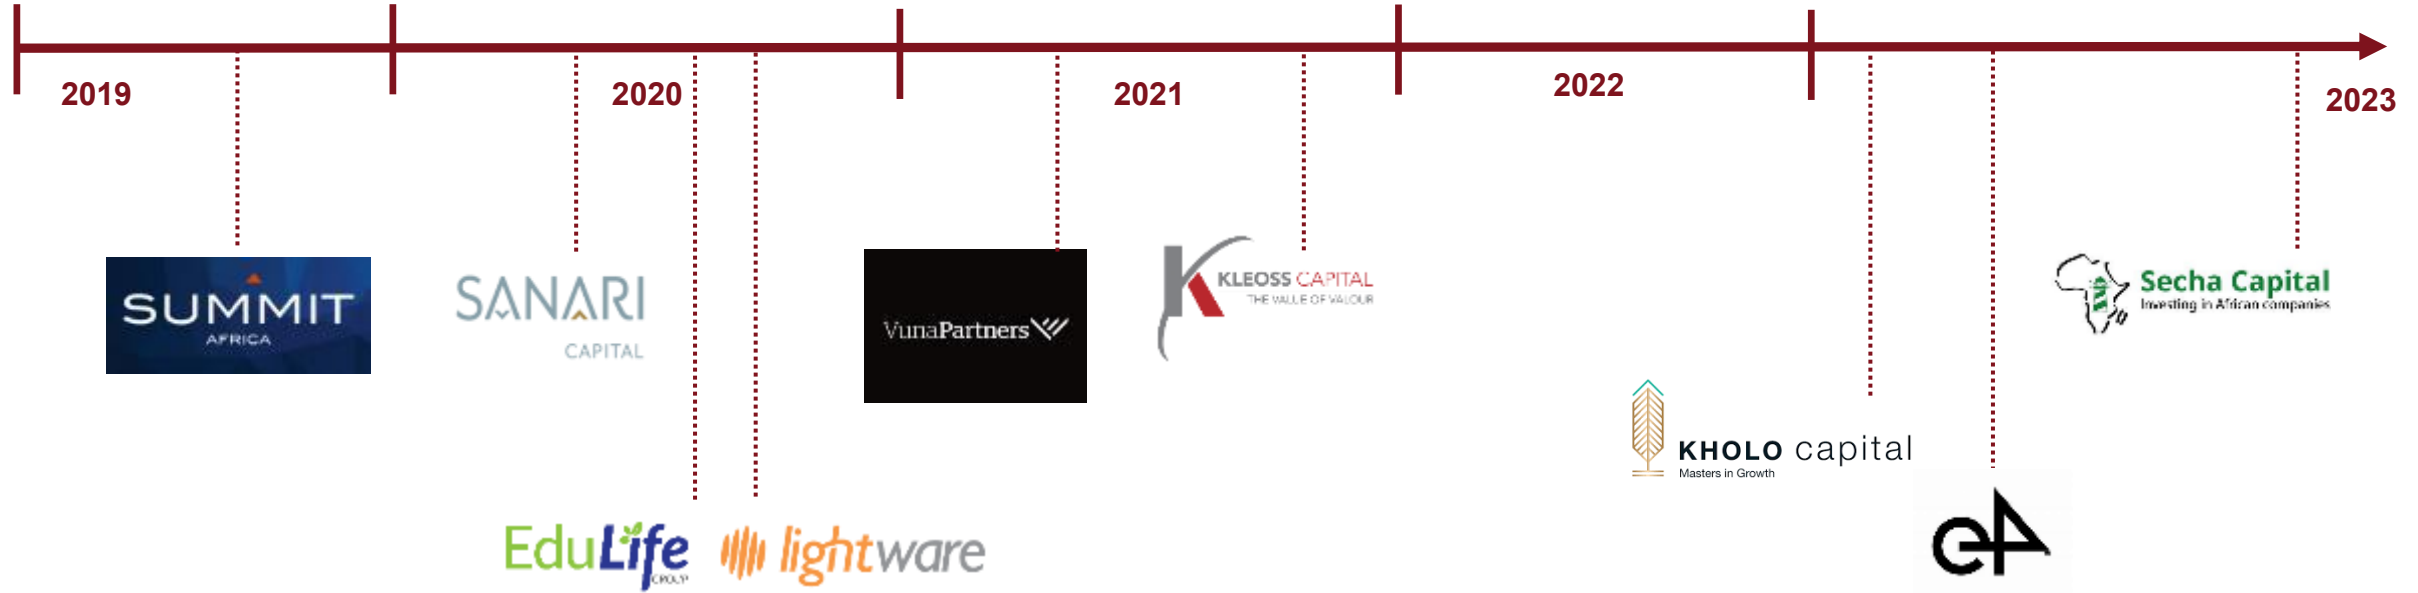 2019
2020
2021
2022
2023
SUMMIT
AFRICA
SANARI
CAPITAL
VunaPartners
KLEOSS CAPITAL
THE VALUE OF VALOUR
Secha Capital
Investing in African companies
KHOLO capital
Masters in Growth
EduLife
GROUP
lightware